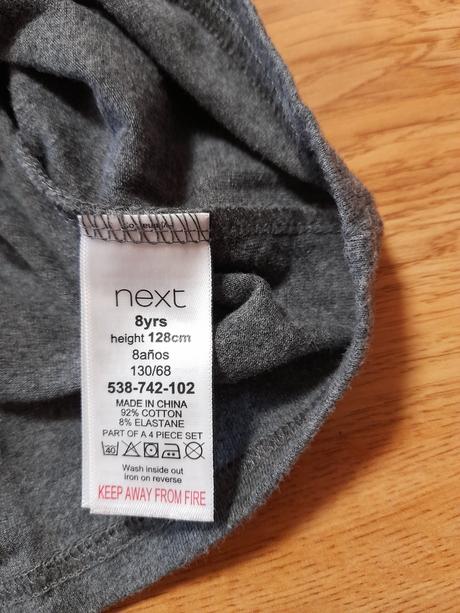 next
8yrs
height 128cm
8años
130/68
538-742-102
MADE IN CHINA
92% COTTON
8% ELASTANE
PART OF A 4 PIECE SET
40
Wash inside out
Iron on reverse
KEEP AWAY FROM FIRE